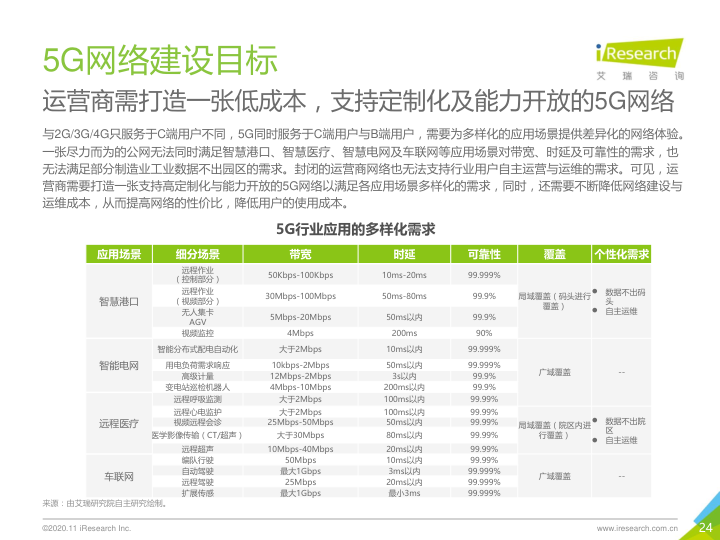 5G网络建设目标
iResearch
艾 瑞 咨 询
运营商需打造一张低成本，支持定制化及能力开放的5G网络
与2G/3G/4G只服务于C端用户不同，5G同时服务于C端用户与B端用户，需要为多样化的应用场景提供差异化的网络体验。
一张尽力而为的公网无法同时满足智慧港口、智慧医疗、智慧电网及车联网等应用场景对带宽、时延及可靠性的需求，也
无法满足部分制造业工业数据不出园区的需求。封闭的运营商网络也无法支持行业用户自主运营与运维的需求。可见，运
营商需要打造一张支持高定制化与能力开放的5G网络以满足各应用场景多样化的需求，同时，还需要不断降低网络建设与
运维成本，从而提高网络的性价比，降低用户的使用成本。
5G行业应用的多样化需求
应用场景 细分场景 带宽 时延 可靠性 覆盖 个性化需求
智慧港口
远程作业
（控制部分） 50Kbps-100Kbps 10ms-20ms 99.999%
远程作业
（视频部分） 30Mbps-100Mbps 50ms-80ms 99.9%
无人集卡
AGV 5Mbps-20Mbps 50ms以内 99.9%
视频监控 4Mbps 200ms 90%
局域覆盖（码头进行
覆盖）
● 数据不出码
头
● 自主运维
智能电网
智能分布式配电自动化 大于2Mbps 10ms以内 99.999%
用电负荷需求响应 10kbps-2Mbps 50ms以内 99.999%
高级计量 12Mbps-2Mbps 3s以内 99.9%
变电站巡检机器人 4Mbps-10Mbps 200ms以内 99.9%
广域覆盖 --
远程医疗
远程呼吸监测 大于2Mbps 100ms以内 99.99%
远程心电监护 大于2Mbps 100ms以内 99.99%
视频远程会诊 25Mbps-50Mbps 50ms以内 99.99%
医学影像传输（CT/超声） 大于30Mbps 80ms以内 99.99%
远程超声 10Mbps-40Mbps 20ms以内 99.99%
局域覆盖（院区内进
行覆盖）
● 数据不出院
区
● 自主运维
车联网
编队行驶 50Mbps 10ms以内 99.99%
自动驾驶 最大1Gbps 3ms以内 99.999%
远程驾驶 25Mbps 20ms以内 99.999%
扩展传感 最大1Gbps 最小3ms 99.999%
广域覆盖 --
来源：由艾瑞研究院自主研究绘制。
©2020.11 iResearch Inc.
www.iresearch.com.cn
24